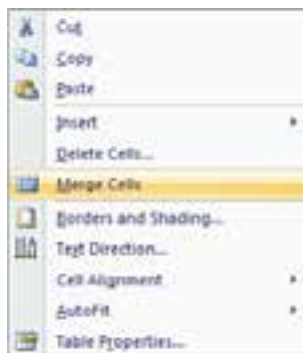 Cut
Copy
Paste
Insert
Delete Cells...
Merge Cells
Borders and Shading...
Text Direction...
Cell Alignment
AutoFit
Table Properties...